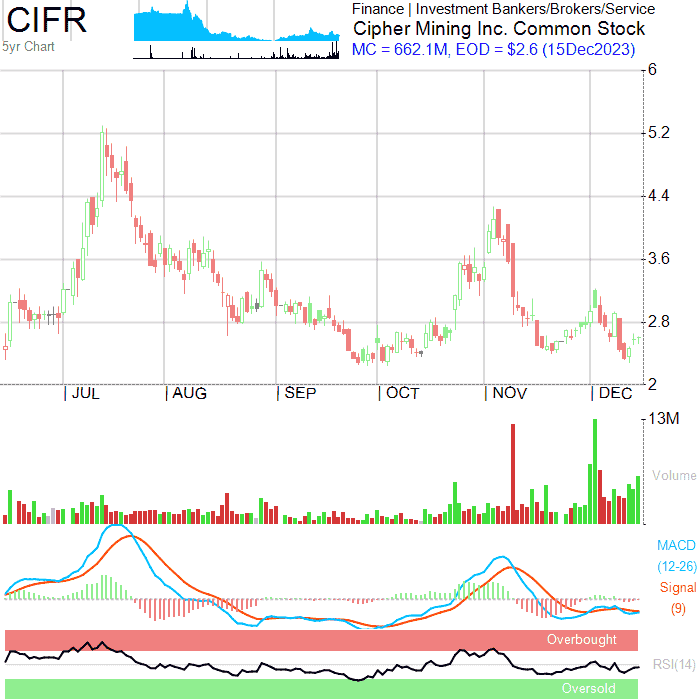 CIFR
5yr Chart
Finance | Investment Bankers/Brokers/Service
Cipher Mining Inc. Common Stock
MC = 662.1M, EOD = $2.6 (15Dec2023)
6
5.2
4.4
3.6
2.8
2
JUL AUG SEP OCT NOV DEC
13M
Volume
MACD
(12-26)
Signal
(9)
Overbought
RSI(14)
Oversold